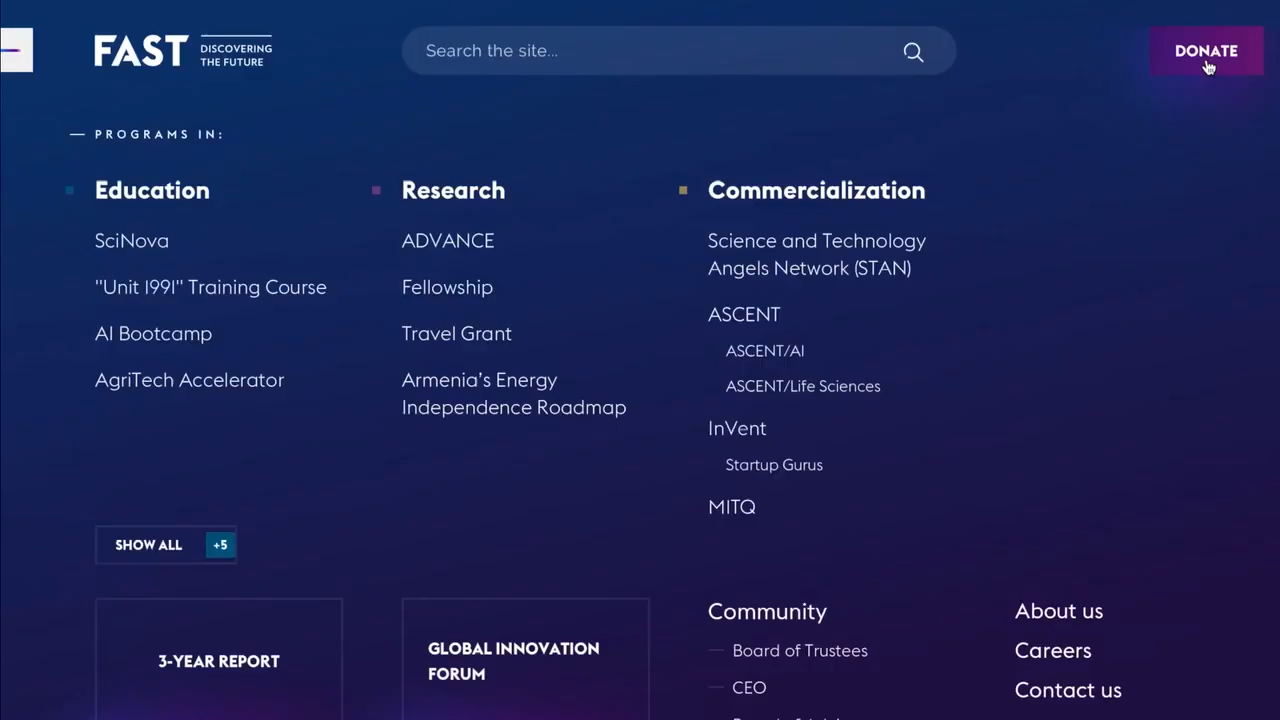 FAST
DISCOVERING
THE FUTURE
Search the site...
DONATE
PROGRAMS IN:
Education
SciNova
"Unit 1991" Training Course
AI Bootcamp
AgriTech Accelerator
SHOW ALL +5
Research
ADVANCE
Fellowship
Travel Grant
Armenia's Energy
Independence Roadmap
Commercialization
Science and Technology
Angels Network (STAN)
ASCENT
ASCENT/AI
ASCENT/Life Sciences
InVent
Startup Gurus
MITQ
3-YEAR REPORT
GLOBAL INNOVATION
FORUM
Community
Board of Trustees
CEO
About us
Careers
Contact us